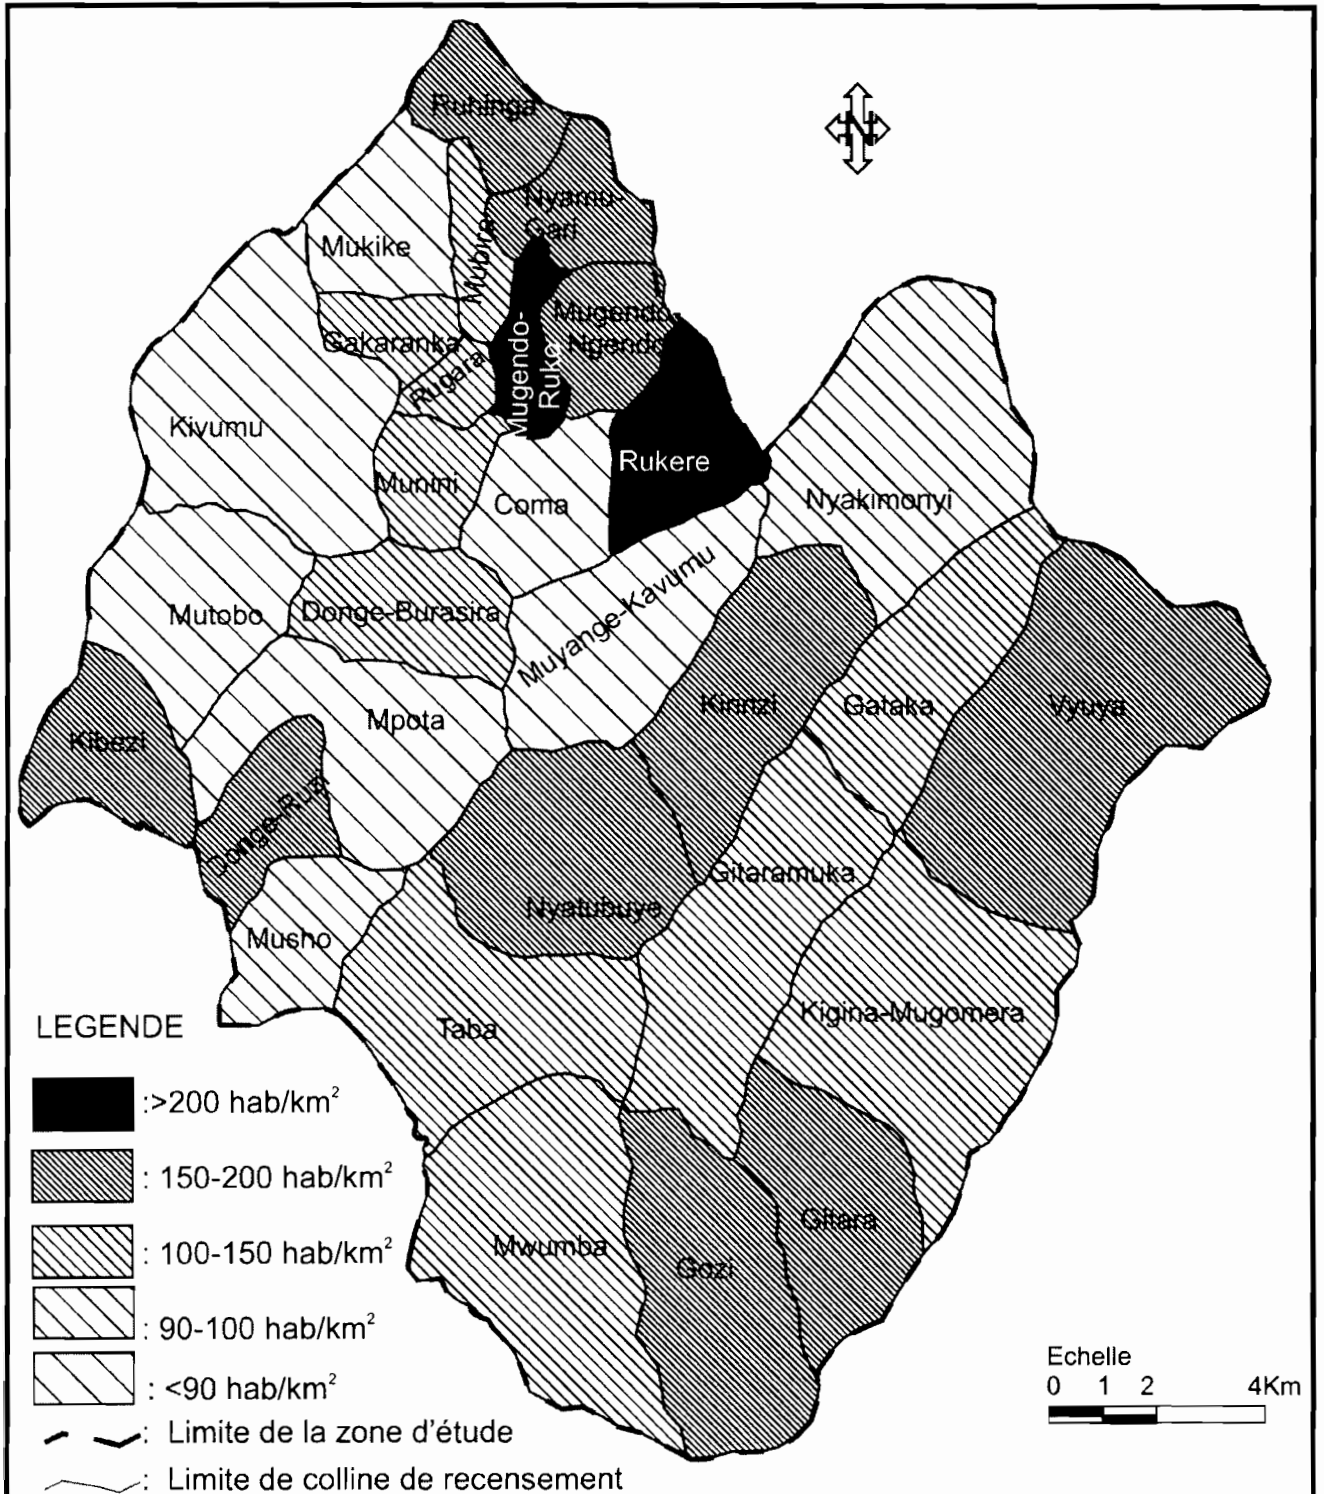 Ruhinga
N
Nyamu-
Gari
Mukike
Mubira
Mugendo-
Ngendo
Gakaranka
Mugendo-
Ruke
Rugara
Kivumu
Rukere
Munini
Coma
Nyakimonyi
Mutobo
Donge-Burasira
Muyange-Kavumu
Kinnzi
Gataka
Vyuya
Mpota
Kibezi
Donge-Ruzi
Gitaramuka
Nyatubuye
Musho
Kigina-Mugomera
Taba
Gitara
Mwumba
Gozi
LEGENDE
:>200 hab/km²
: 150-200 hab/km²
: 100-150 hab/km²
: 90-100 hab/km²
: <90 hab/km²
: Limite de la zone d'étude
: Limite de colline de recensement
Echelle
0 1 2 4Km